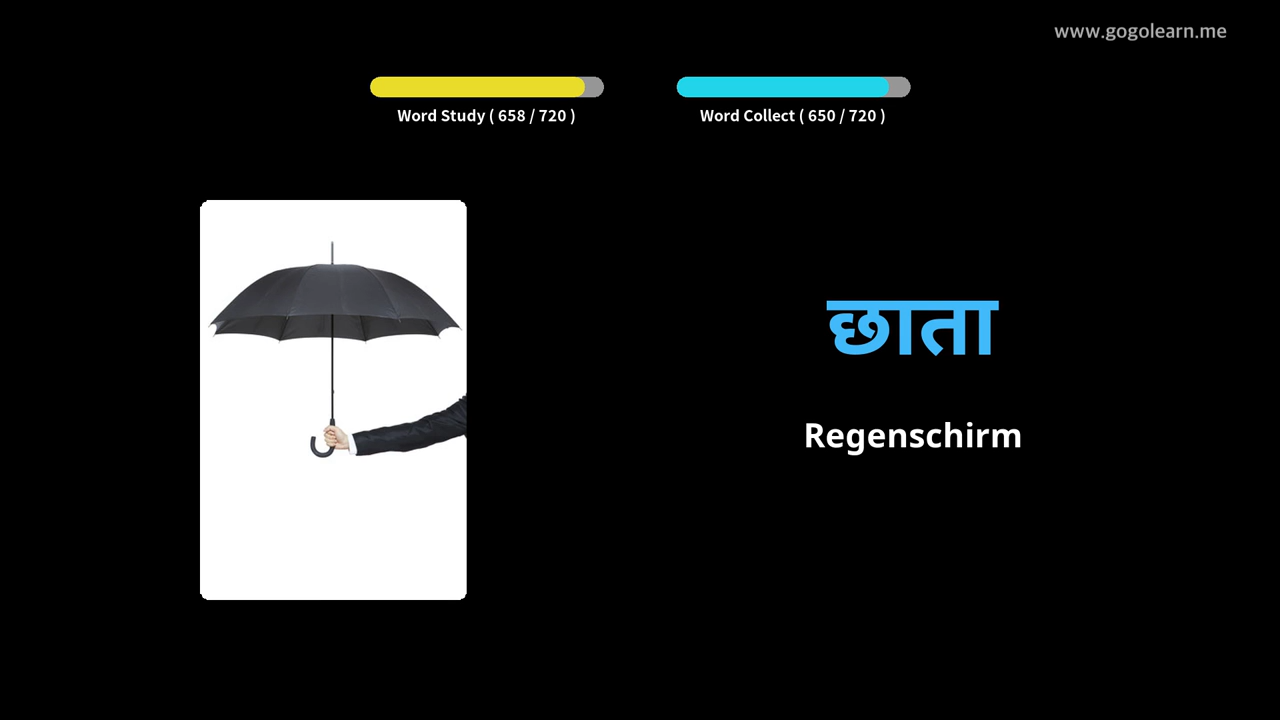 www.gogolearn.me
Word Study ( 658 / 720 )
Word Collect ( 650 / 720 )
छाता
Regenschirm